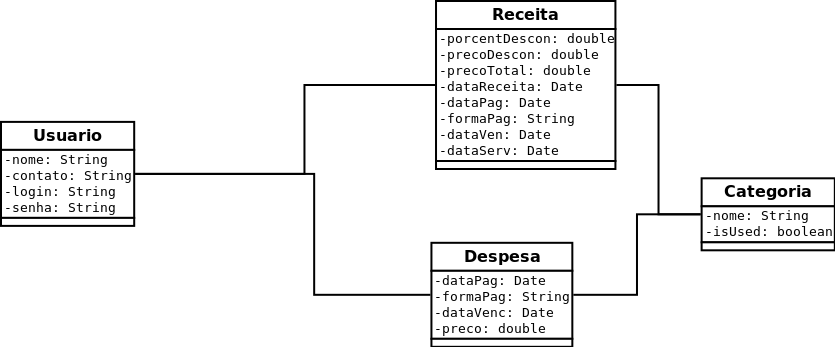 Usuario
-nome: String
-contato: String
-login: String
-senha: String
Receita
-porcentDescon: double
-precoDescon: double
-precoTotal: double
-dataReceita: Date
-dataPag: Date
-formaPag: String
-dataVen: Date
-dataServ: Date
Despesa
-dataPag: Date
-formaPag: String
-dataVenc: Date
-preco: double
Categoria
-nome: String
-isUsed: boolean